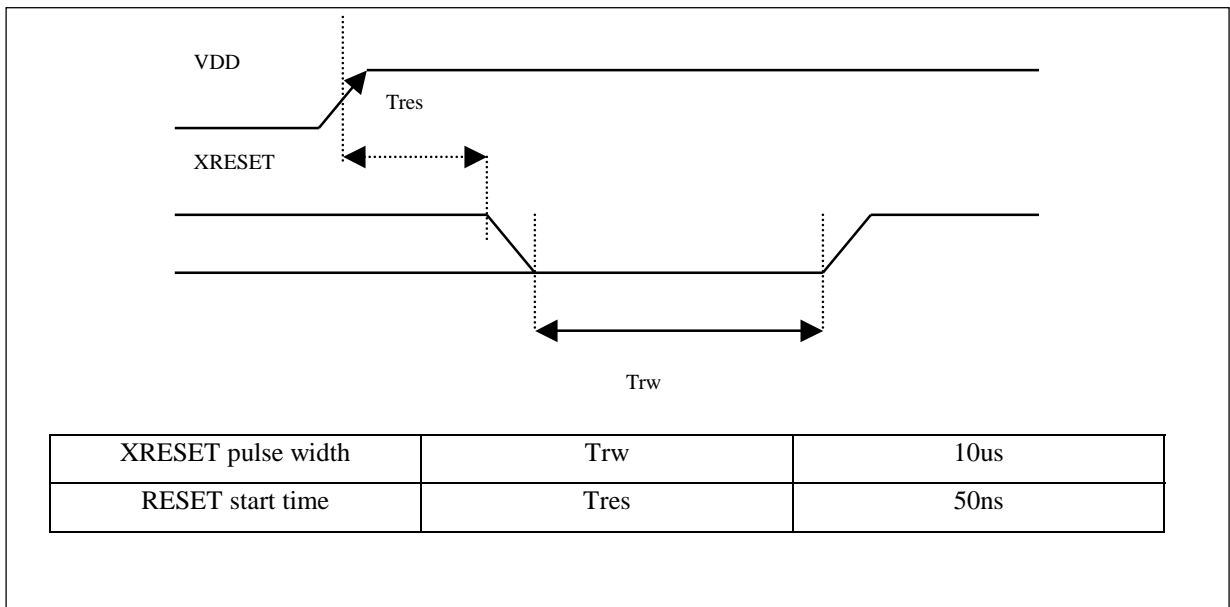 VDD
Tres
XRESET
Trw
XRESET pulse width Trw 10us
RESET start time Tres 50ns